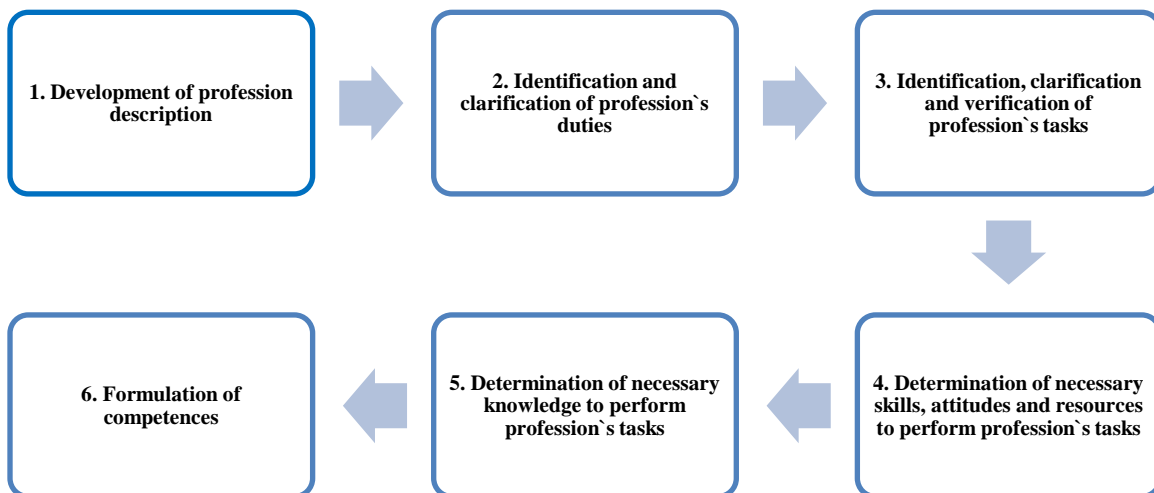 1. Development of profession
description
2. Identification and
clarification of profession`s
duties
3. Identification, clarification
and verification of
profession`s tasks
4. Determination of necessary
skills, attitudes and resources
to perform profession`s tasks
5. Determination of necessary
knowledge to perform
profession`s tasks
6. Formulation of
competences